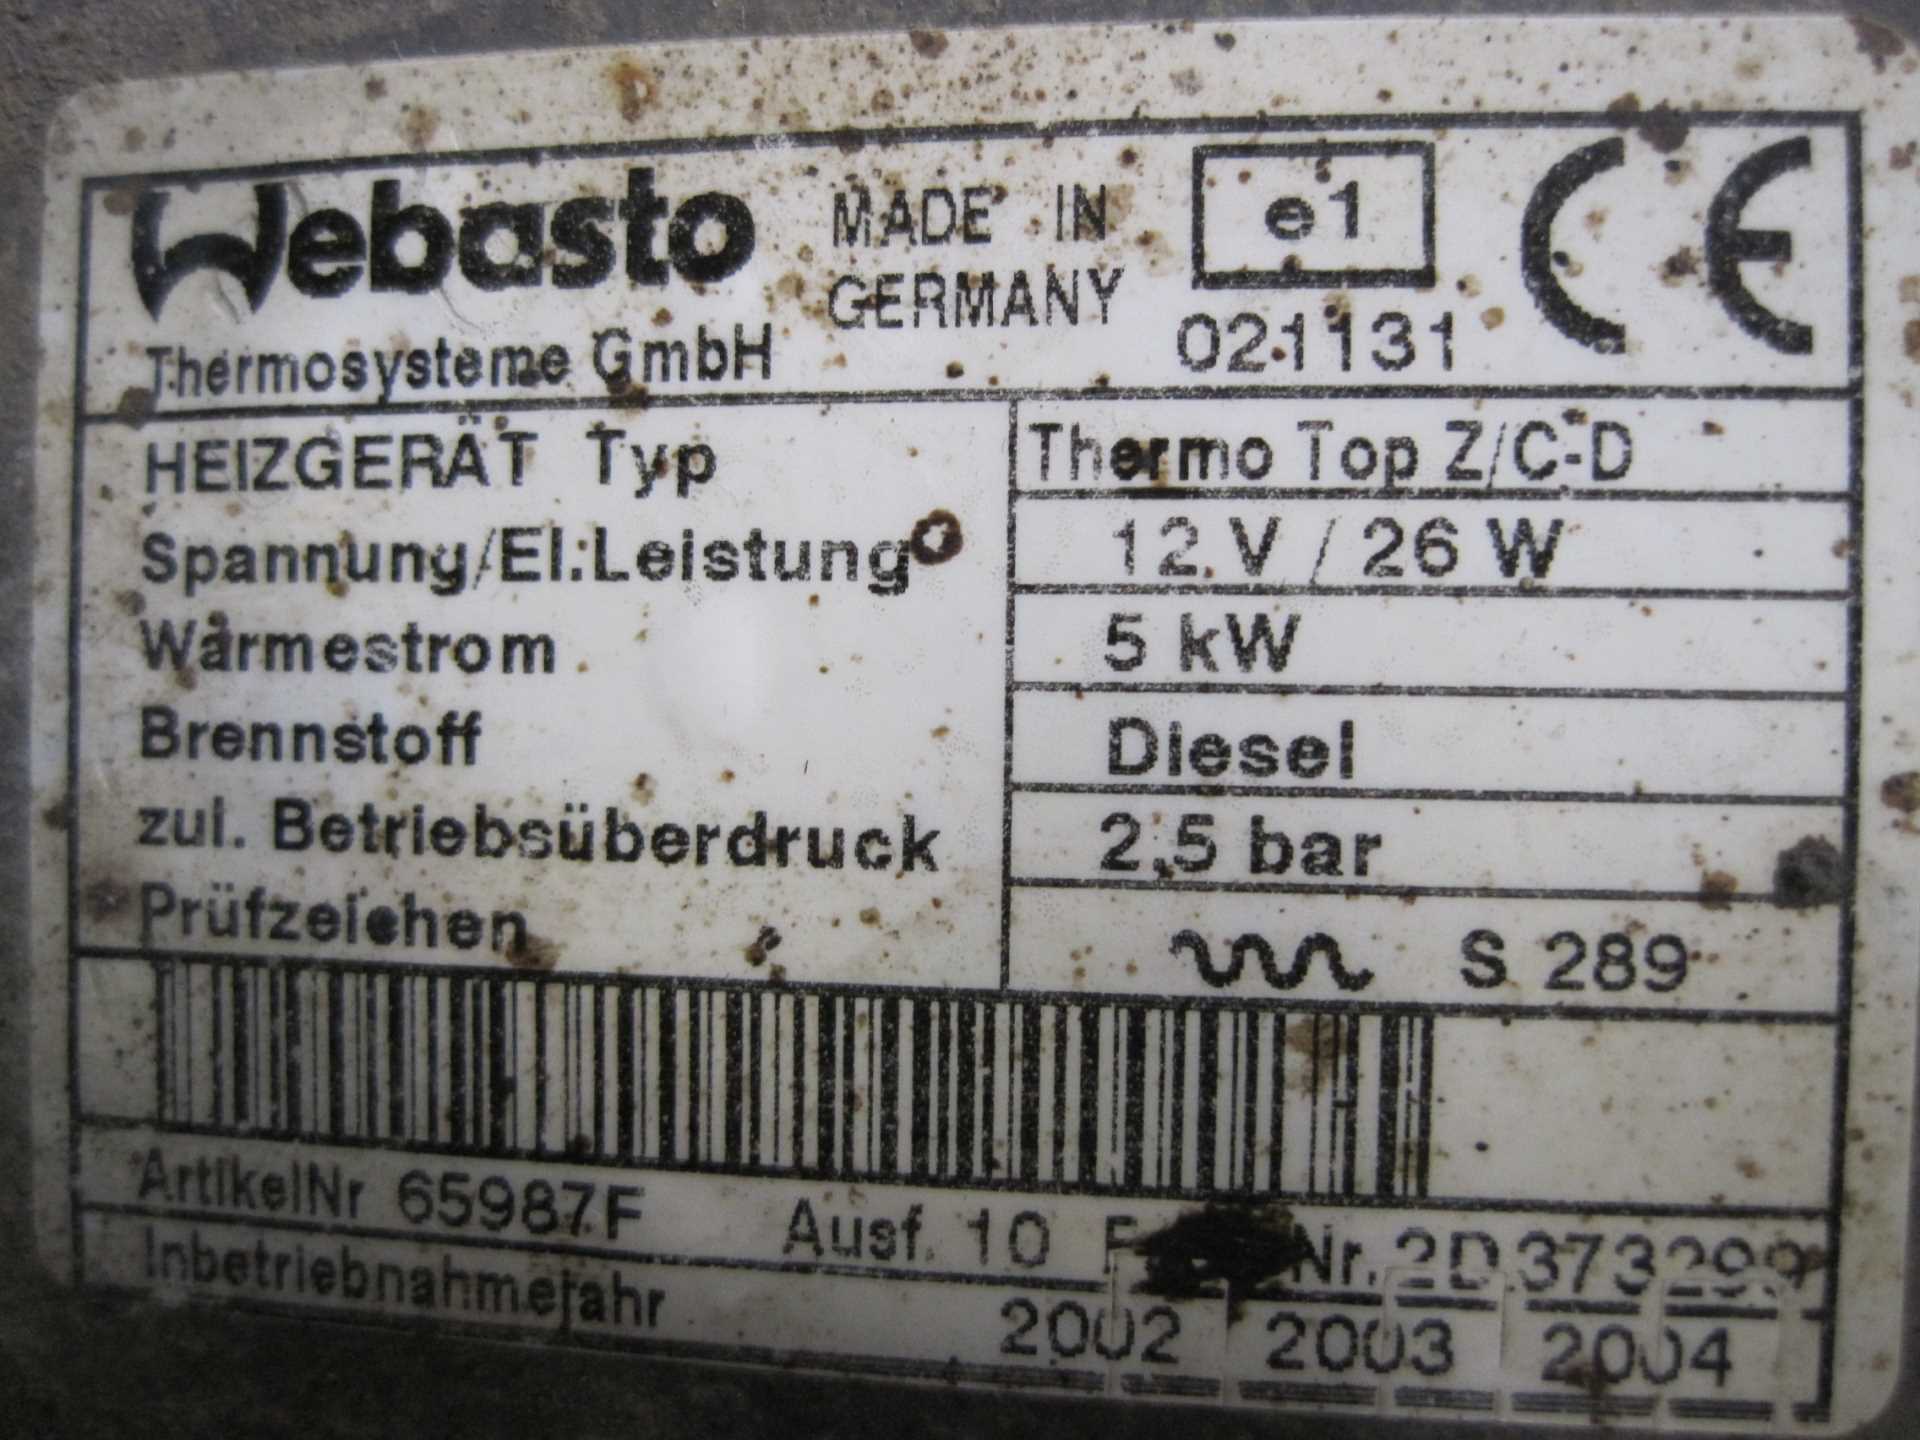 Webasto
Thermosysteme GmbH
MADE IN
GERMANY
e1
021131
CE
HEIZGERÄT Typ Thermo Top Z/C-D
Spannung/El.Leistung 12 V / 26 W
Wärmestrom 5 kW
Brennstoff Diesel
zul. Betriebsüberdruck 2,5 bar
Prüfzeichen S 289
ArtikelNr 65987F Ausf. 10 Nr. 2D373299
Inbetriebnahmejahr 2002 2003 2004